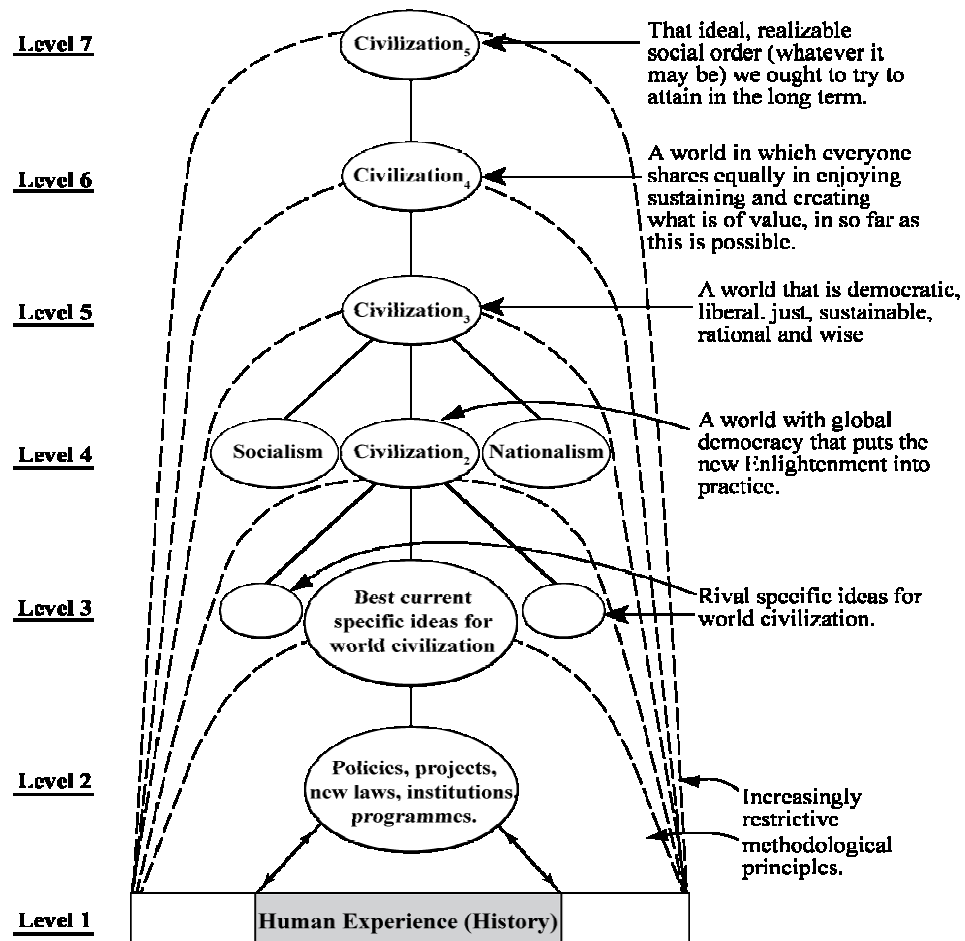 Level 7
Civilization₅
That ideal, realizable
social order (whatever it
may be) we ought to try to
attain in the long term.
Level 6
Civilization₄
A world in which everyone
shares equally in enjoying
sustaining and creating
what is of value, in so far as
this is possible.
Level 5
Civilization₃
A world that is democratic,
liberal. just, sustainable,
rational and wise
Level 4
Socialism
Civilization₂
Nationalism
A world with global
democracy that puts the
new Enlightenment into
practice.
Level 3
Best current
specific ideas for
world civilization
Rival specific ideas for
world civilization.
Level 2
Policies, projects,
new laws, institutions,
programmes.
Increasingly
restrictive
methodological
principles.
Level 1
Human Experience (History)